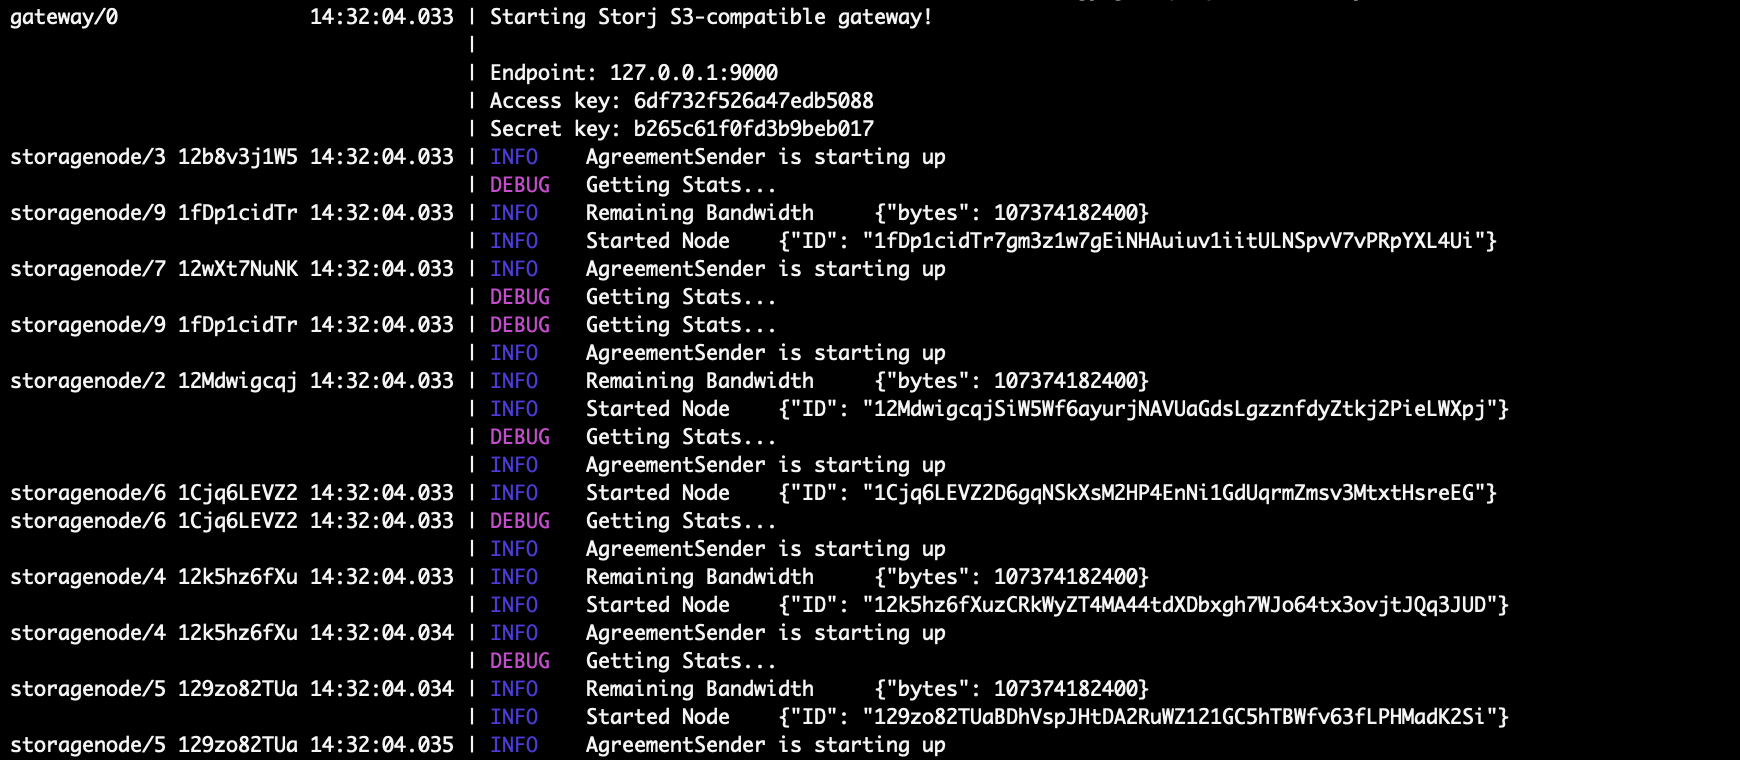 gateway/0 14:32:04.033 | Starting Storj S3-compatible gateway!
|
| Endpoint: 127.0.0.1:9000
| Access key: 6df732f526a47edb5088
| Secret key: b265c61f0fd3b9beb017
storagenode/3 12b8v3j1W5 14:32:04.033 | INFO AgreementSender is starting up
| DEBUG Getting Stats...
storagenode/9 1fDp1cidTr 14:32:04.033 | INFO Remaining Bandwidth {"bytes": 107374182400}
| INFO Started Node {"ID": "1fDp1cidTr7gm3z1w7gEiNHAuiuv1iitULNSpvV7vPRpYXL4Ui"}
storagenode/7 12wXt7NuNK 14:32:04.033 | INFO AgreementSender is starting up
| DEBUG Getting Stats...
storagenode/9 1fDp1cidTr 14:32:04.033 | DEBUG Getting Stats...
| INFO AgreementSender is starting up
storagenode/2 12Mdwigcqj 14:32:04.033 | INFO Remaining Bandwidth {"bytes": 107374182400}
| INFO Started Node {"ID": "12MdwigcqjSiW5Wf6ayurjNAVUaGdsLgzznfdyZtkj2PieLWXpj"}
| DEBUG Getting Stats...
| INFO AgreementSender is starting up
storagenode/6 1Cjq6LEVZ2 14:32:04.033 | INFO Started Node {"ID": "1Cjq6LEVZ2D6gqNSkXsM2HP4EnNi1GdUqrmZmsv3MtxtHsreEG"}
storagenode/6 1Cjq6LEVZ2 14:32:04.033 | DEBUG Getting Stats...
| INFO AgreementSender is starting up
storagenode/4 12k5hz6fXu 14:32:04.033 | INFO Remaining Bandwidth {"bytes": 107374182400}
| INFO Started Node {"ID": "12k5hz6fXuzCRkWyZT4MA44tdXDbxgh7WJo64tx3ovjtJQq3JUD"}
storagenode/4 12k5hz6fXu 14:32:04.034 | INFO AgreementSender is starting up
| DEBUG Getting Stats...
storagenode/5 129zo82TUa 14:32:04.034 | INFO Remaining Bandwidth {"bytes": 107374182400}
| INFO Started Node {"ID": "129zo82TUaBDhVspJHtDA2RuWZ121GC5hTBWfv63fLPHMadK2Si"}
storagenode/5 129zo82TUa 14:32:04.035 | INFO AgreementSender is starting up